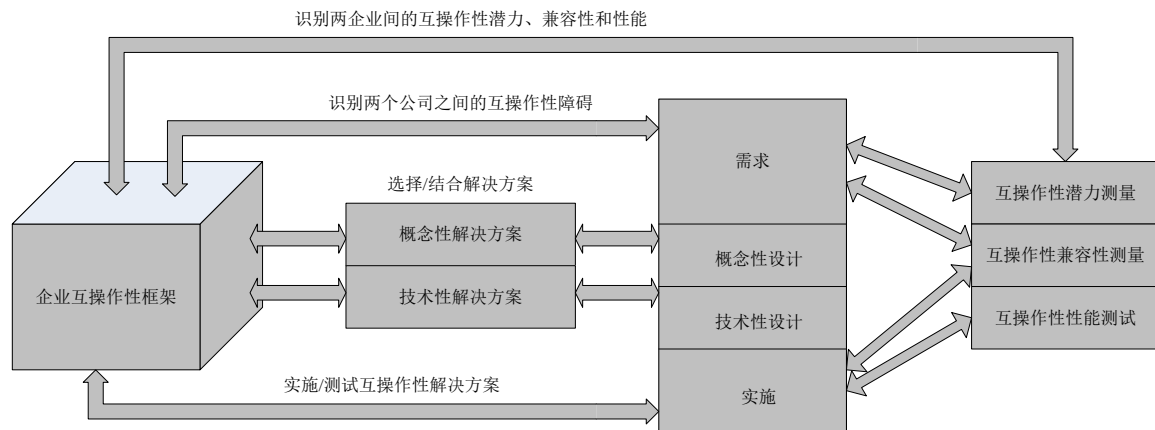 识别两企业间的互操作性潜力、兼容性和性能
识别两个公司之间的互操作性障碍
需求
选择/结合解决方案
互操作性潜力测量
概念性解决方案
概念性设计
互操作性兼容性测量
企业互操作性框架
技术性解决方案
技术性设计
互操作性性能测试
实施/测试互操作性解决方案
实施